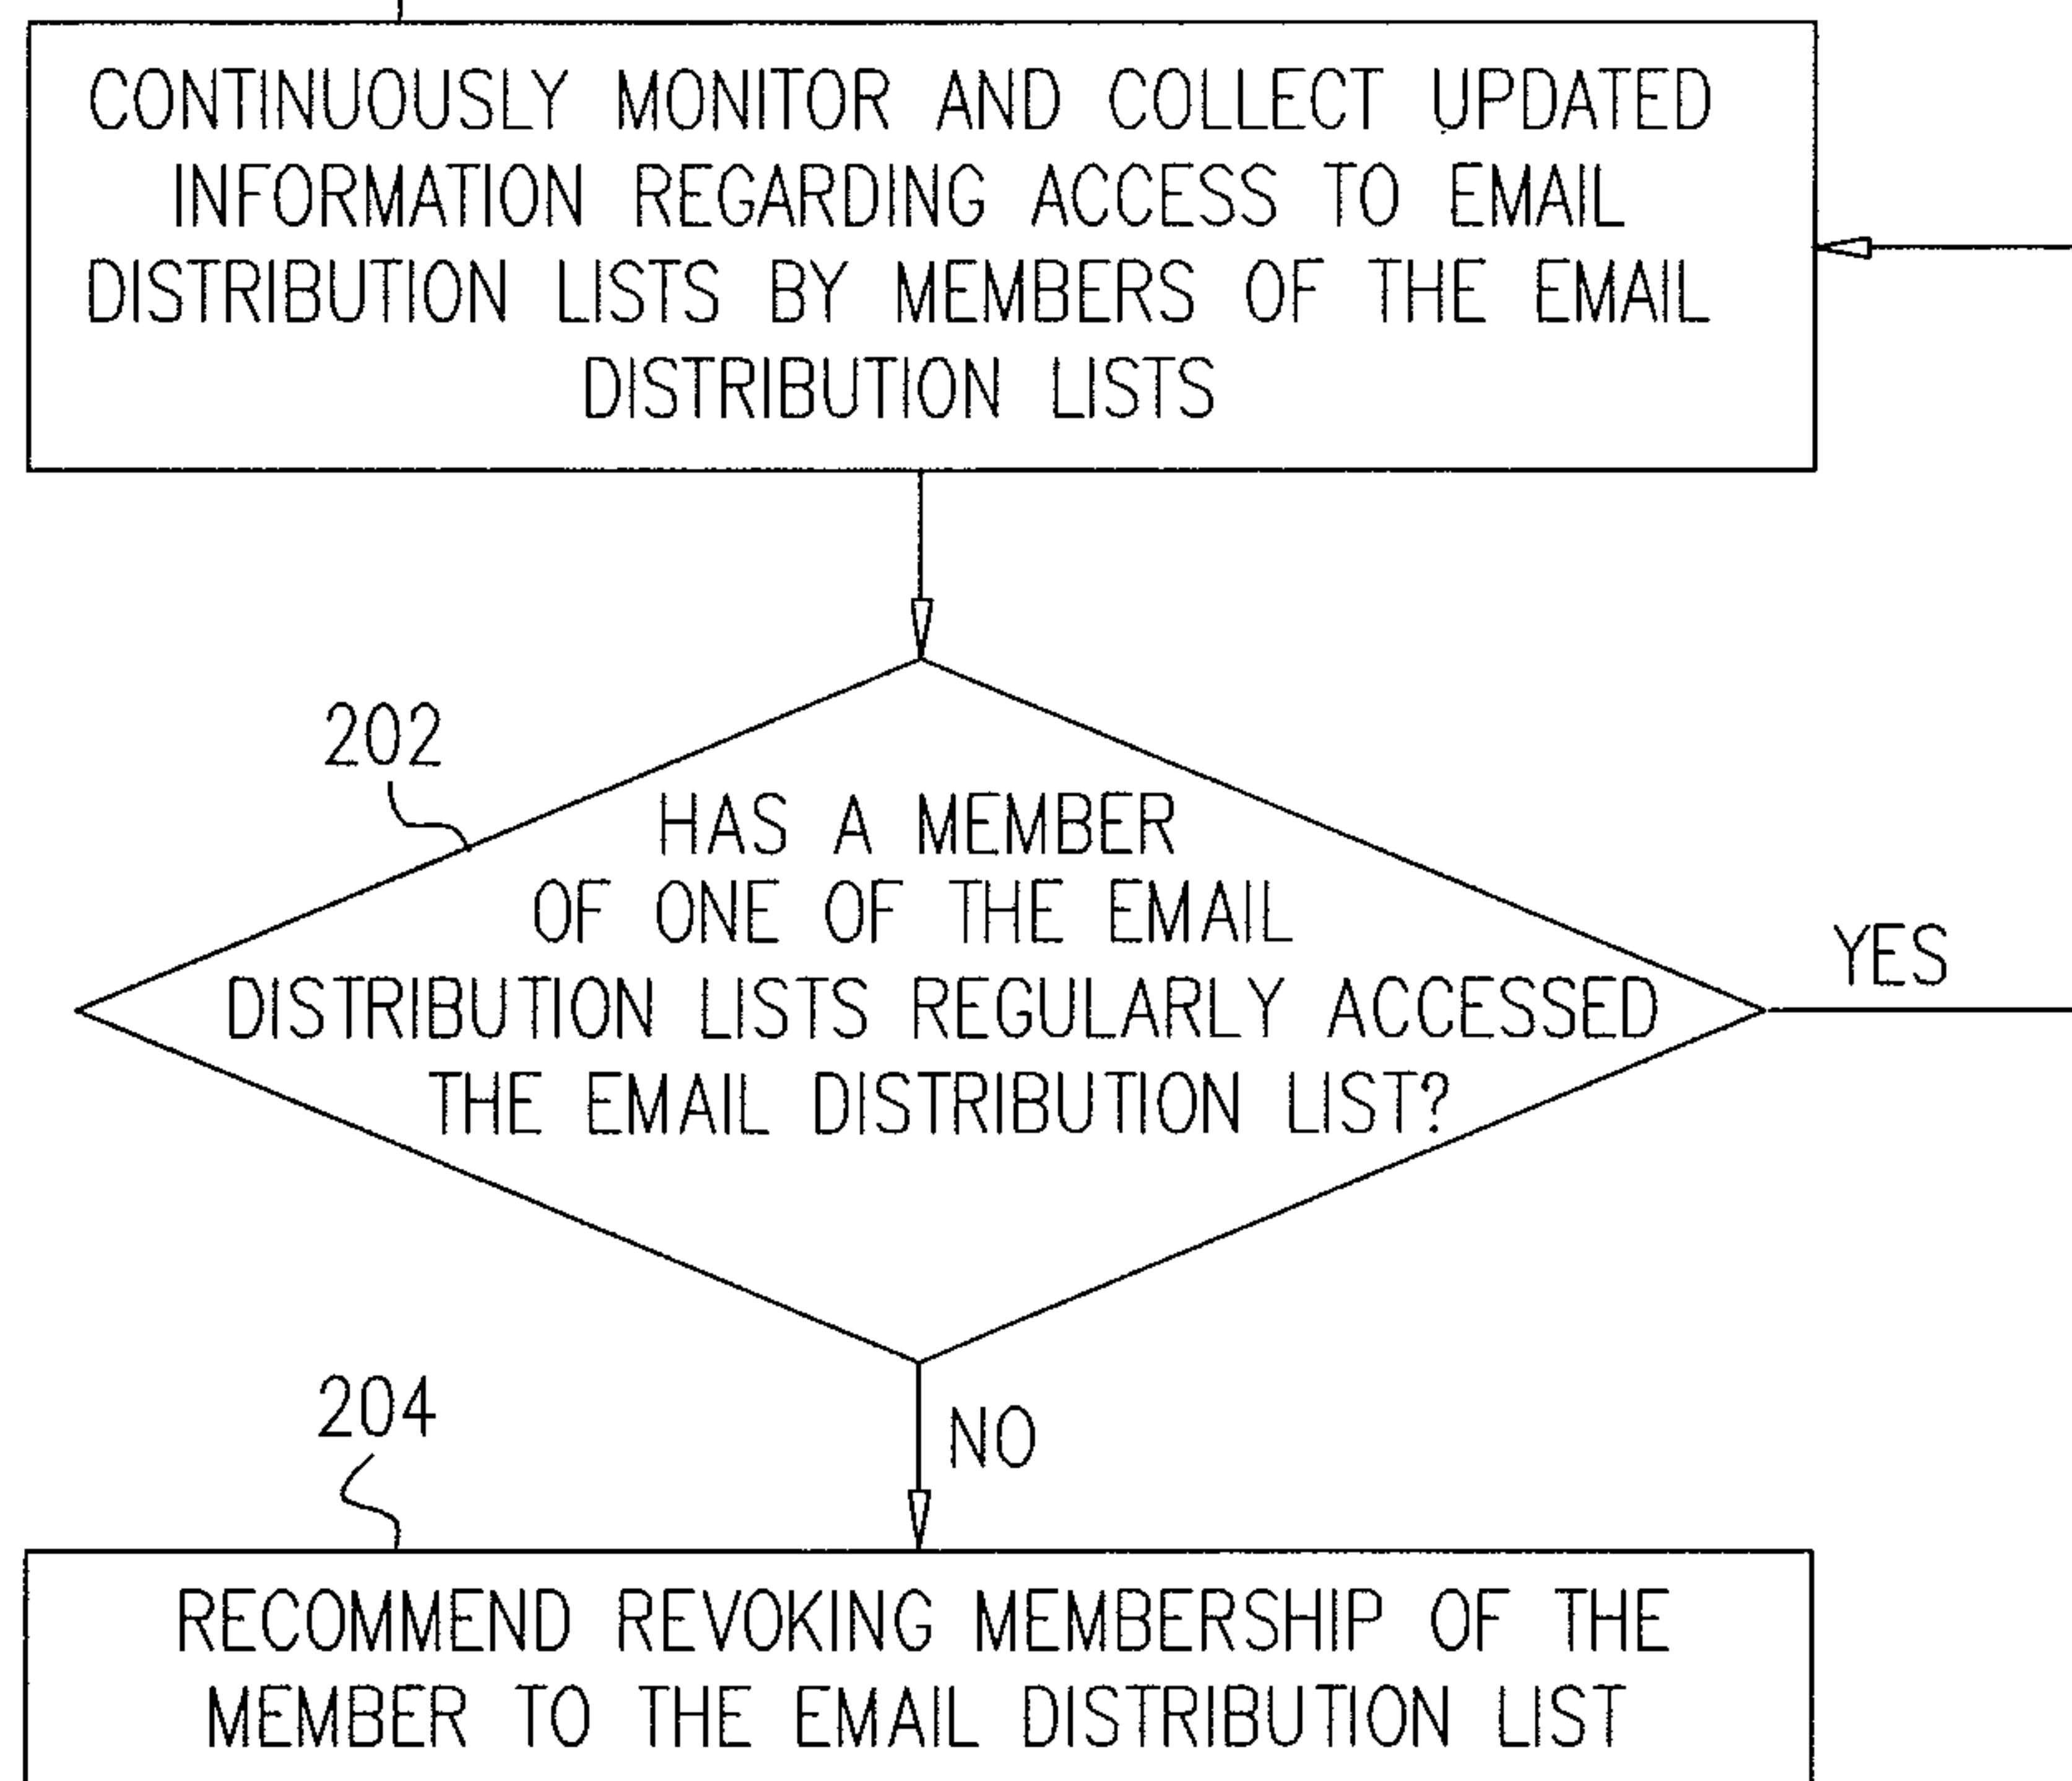 CONTINUOUSLY MONITOR AND COLLECT UPDATED
INFORMATION REGARDING ACCESS TO EMAIL
DISTRIBUTION LISTS BY MEMBERS OF THE EMAIL
DISTRIBUTION LISTS
202
HAS A MEMBER
OF ONE OF THE EMAIL
DISTRIBUTION LISTS REGULARLY ACCESSED
THE EMAIL DISTRIBUTION LIST?
YES
204
NO
RECOMMEND REVOKING MEMBERSHIP OF THE
MEMBER TO THE EMAIL DISTRIBUTION LIST